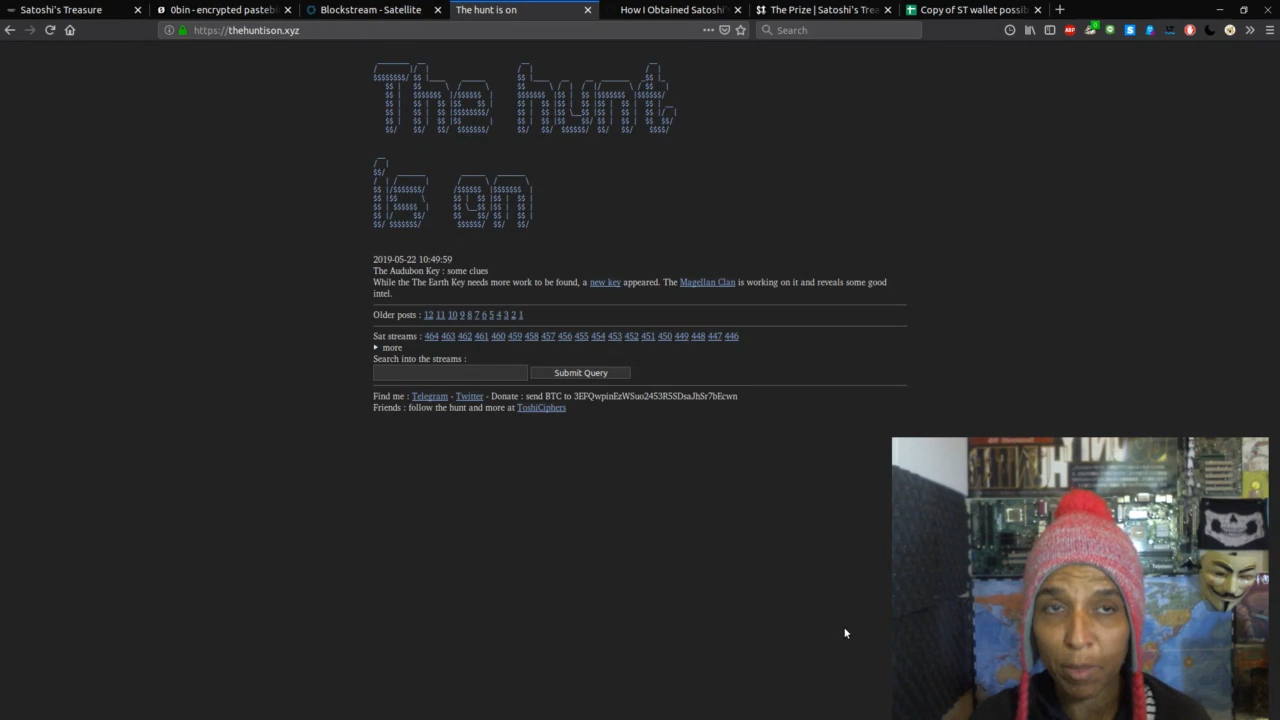 Satoshi's Treasure
0bin - encrypted pasteb
Blockstream - Satellite
The hunt is on
How I Obtained Satoshi'
The Prize | Satoshi's Trea
Copy of ST wallet possib
https://thehuntison.xyz
Search
The hunt
is on
2019-05-22 10:49:59
The Audubon Key : some clues
While the The Earth Key needs more work to be found, a new key appeared. The Magellan Clan is working on it and reveals some good
intel.
Older posts : 12 11 10 9 8 7 6 5 4 3 2 1
Sat streams : 464 463 462 461 460 459 458 457 456 455 454 453 452 451 450 449 448 447 446
more
Search into the streams :
Submit Query
Find me : Telegram - Twitter - Donate : send BTC to 3EFQwpinEzWSuo2453R5SDsaJhSr7bEcwn
Friends : follow the hunt and more at ToshiCiphers